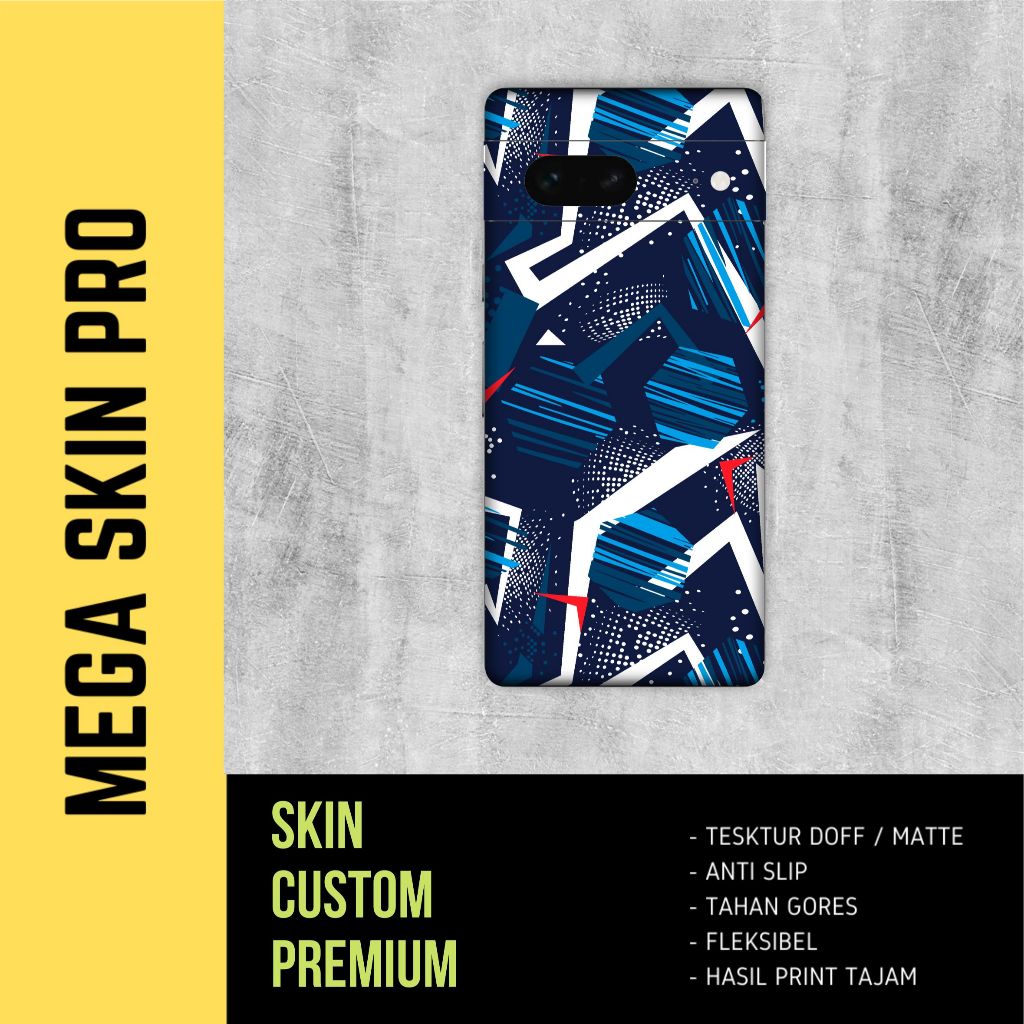 MEGA SKIN PRO
SKIN
CUSTOM
PREMIUM
- TESKTUR DOFF / MATTE
- ANTI SLIP
- TAHAN GORES
- FLEKSIBEL
- HASIL PRINT TAJAM